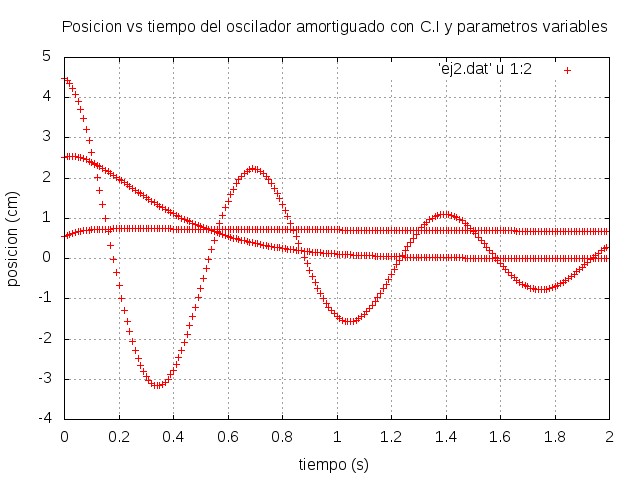 Posicion vs tiempo del oscilador amortiguado con C.I y parametros variables
'ej2.dat' u 1:2
5
4
3
2
1
0
-1
-2
-3
-4
posicion (cm)
0 0.2 0.4 0.6 0.8 1 1.2 1.4 1.6 1.8 2
tiempo (s)